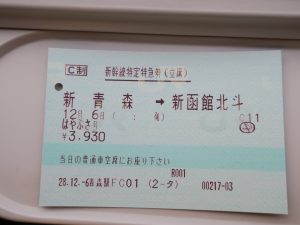 C制
新幹線特定特急券(立席)
新青森 → 新函館北斗
12月 6日 ( : 発) C11
はやぶさ 号
¥3,930
当日の普通車空席にお座り下さい
R001
28.12.-6 森駅FC01 (2-タ) 00217-03